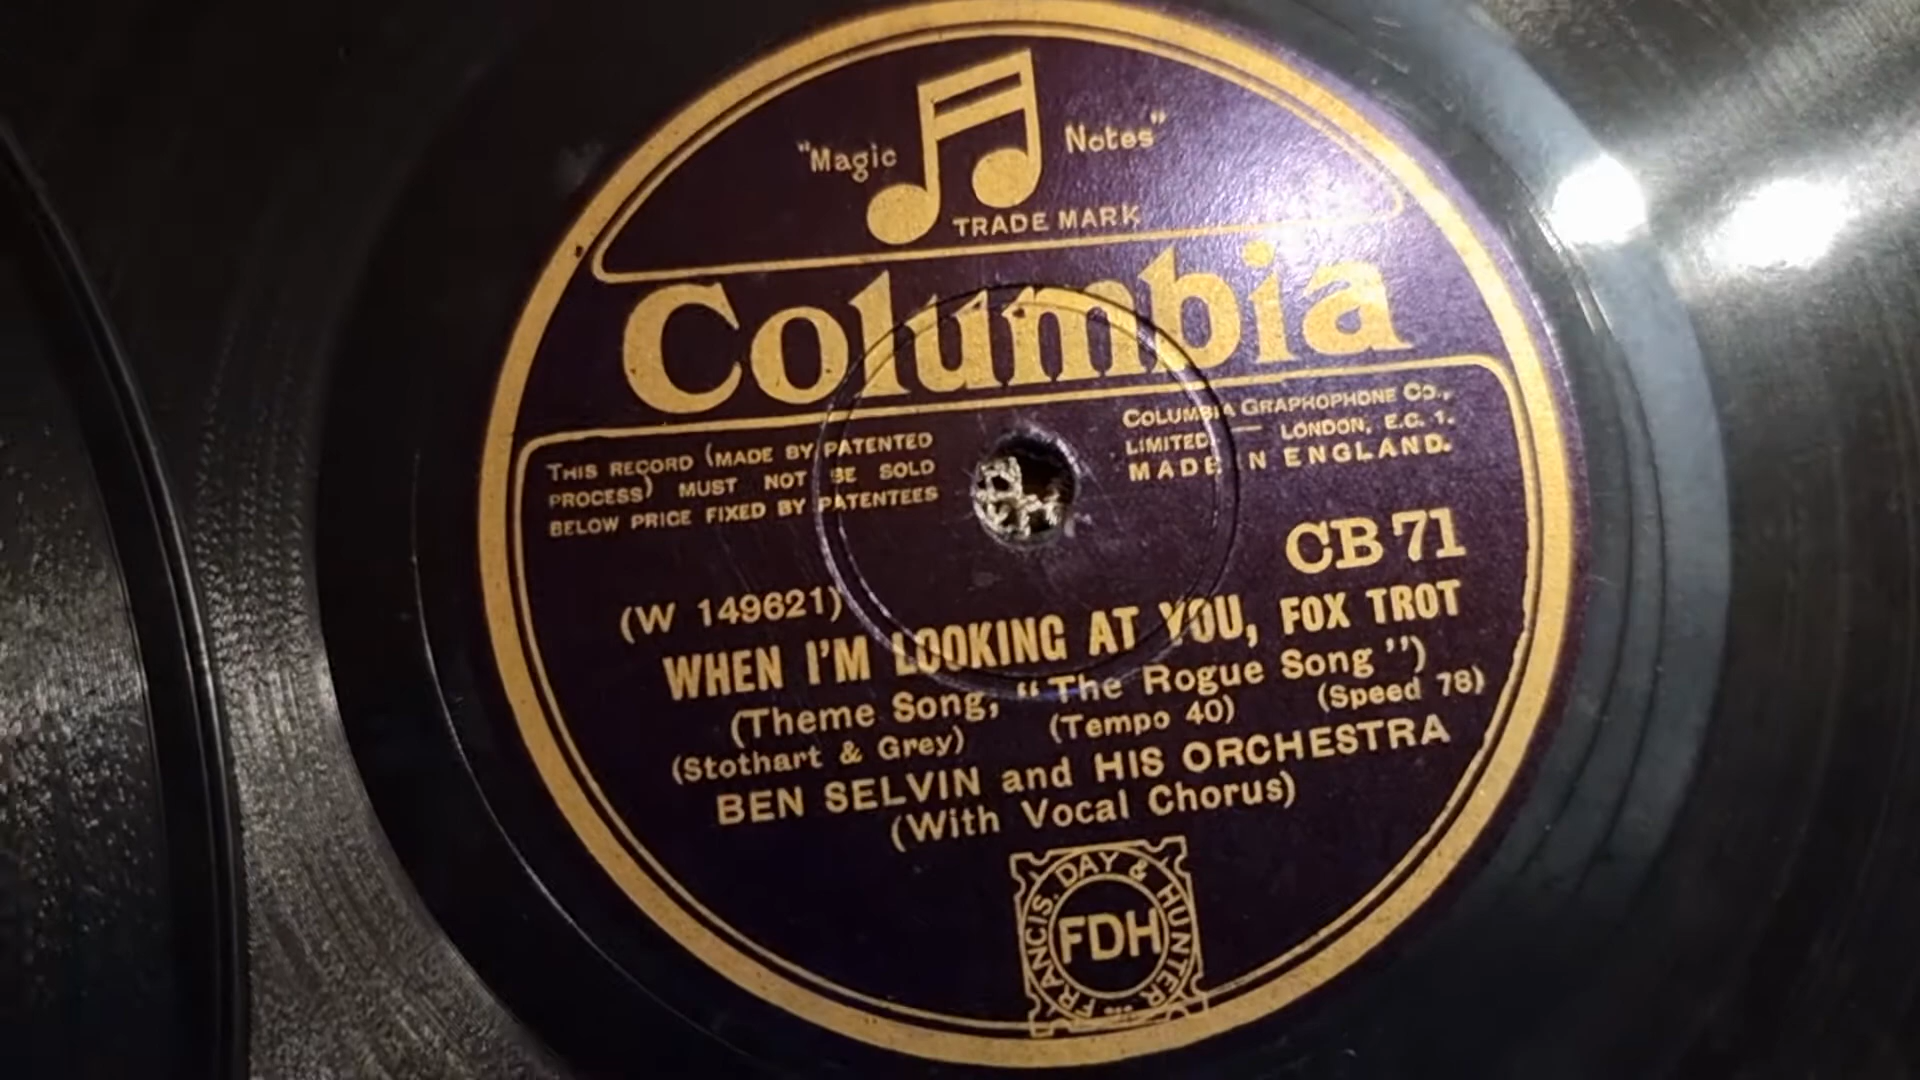 "Magic Notes"
TRADE MARK
Columbia
THIS RECORD (MADE BY PATENTED
PROCESS) MUST NOT BE SOLD
BELOW PRICE FIXED BY PATENTEES
COLUMBIA GRAPHOPHONE CO.,
LIMITED — LONDON, E.C. 1.
MADE N ENGLAND.
CB 71
(W 149621)
WHEN I'M LOOKING AT YOU, FOX TROT
(Theme Song, "The Rogue Song")
(Stothart & Grey) (Tempo 40) (Speed 78)
BEN SELVIN and HIS ORCHESTRA
(With Vocal Chorus)
FRANCIS, DAY & HUNTER
FDH